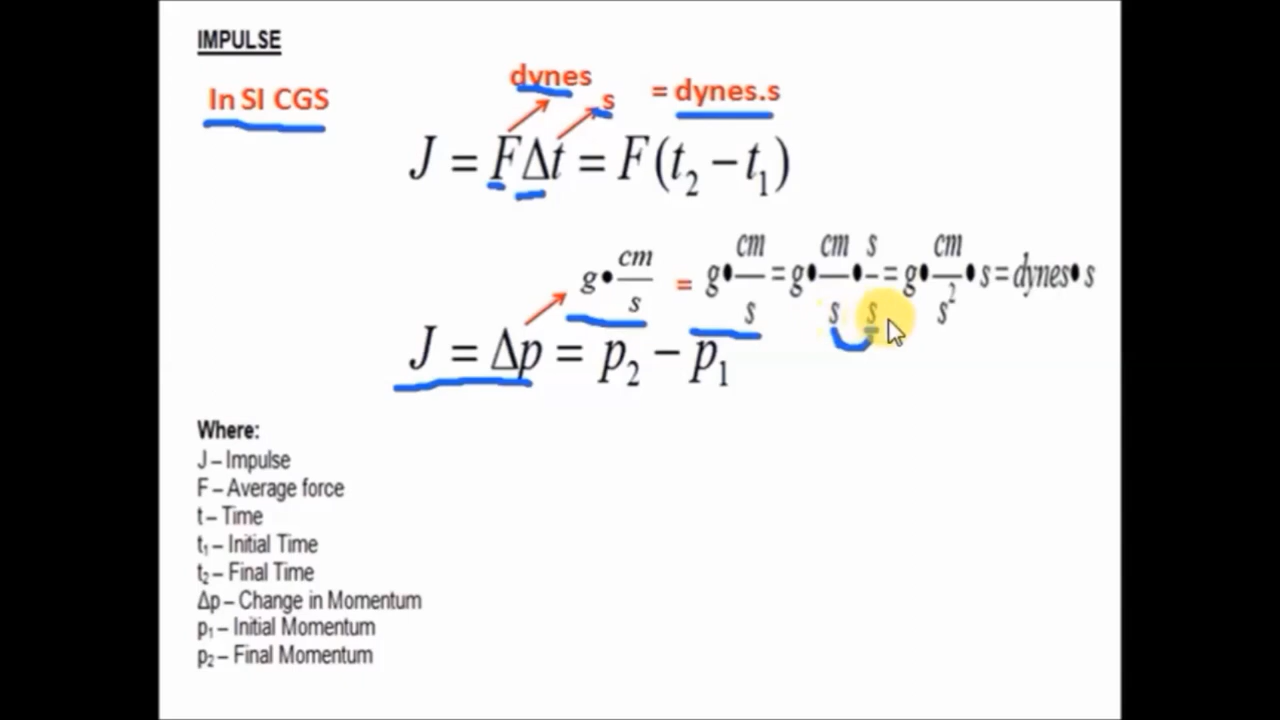 IMPULSE
In SI CGS
dynes
s
= dynes.s
J = FΔt = F(t₂ − t₁)
g•cm/s = g•cm/s = g•cm/s•s/s = g•cm/s²•s = dynes•s
J = Δp = p₂ − p₁
Where:
J – Impulse
F – Average force
t – Time
t₁ – Initial Time
t₂ – Final Time
Δp – Change in Momentum
p₁ – Initial Momentum
p₂ – Final Momentum